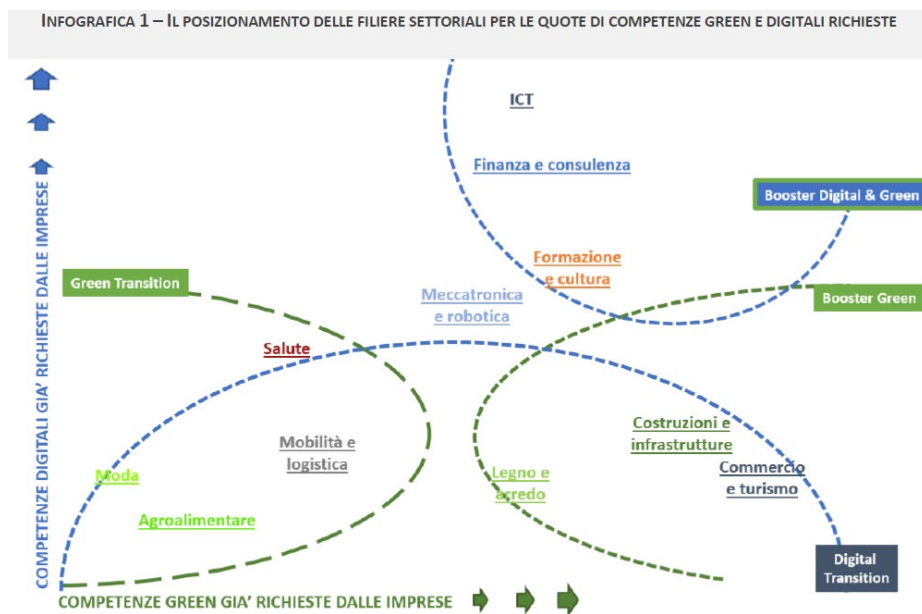 INFOGRAFICA 1 – IL POSIZIONAMENTO DELLE FILIERE SETTORIALI PER LE QUOTE DI COMPETENZE GREEN E DIGITALI RICHIESTE
ICT
Finanza e consulenza
Booster Digital & Green
Formazione
e cultura
Green Transition
Meccatronica
e robotica
Booster Green
Salute
COMPETENZE DIGITALI GIA’ RICHIESTE DALLE IMPRESE
Mobilità e
logistica
Costruzioni e
infrastrutture
Moda
Legno e
arredo
Commercio
e turismo
Agroalimentare
Digital
Transition
COMPETENZE GREEN GIA’ RICHIESTE DALLE IMPRESE